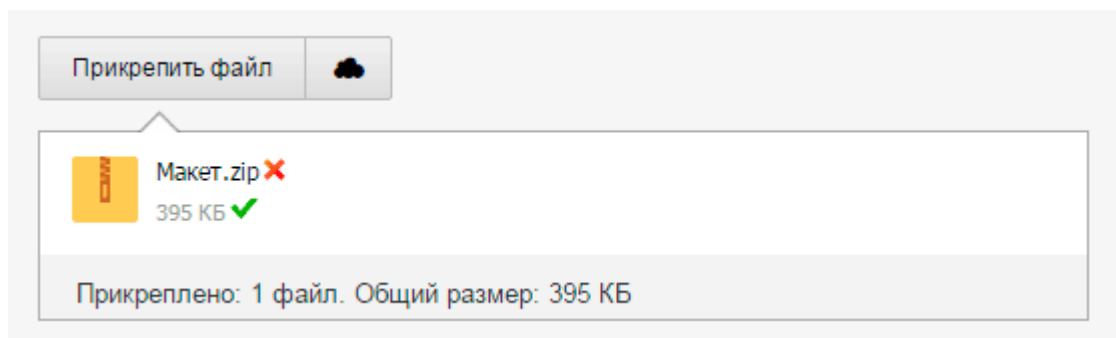 Прикрепить файл
Макет.zip
395 КБ
Прикреплено: 1 файл. Общий размер: 395 КБ